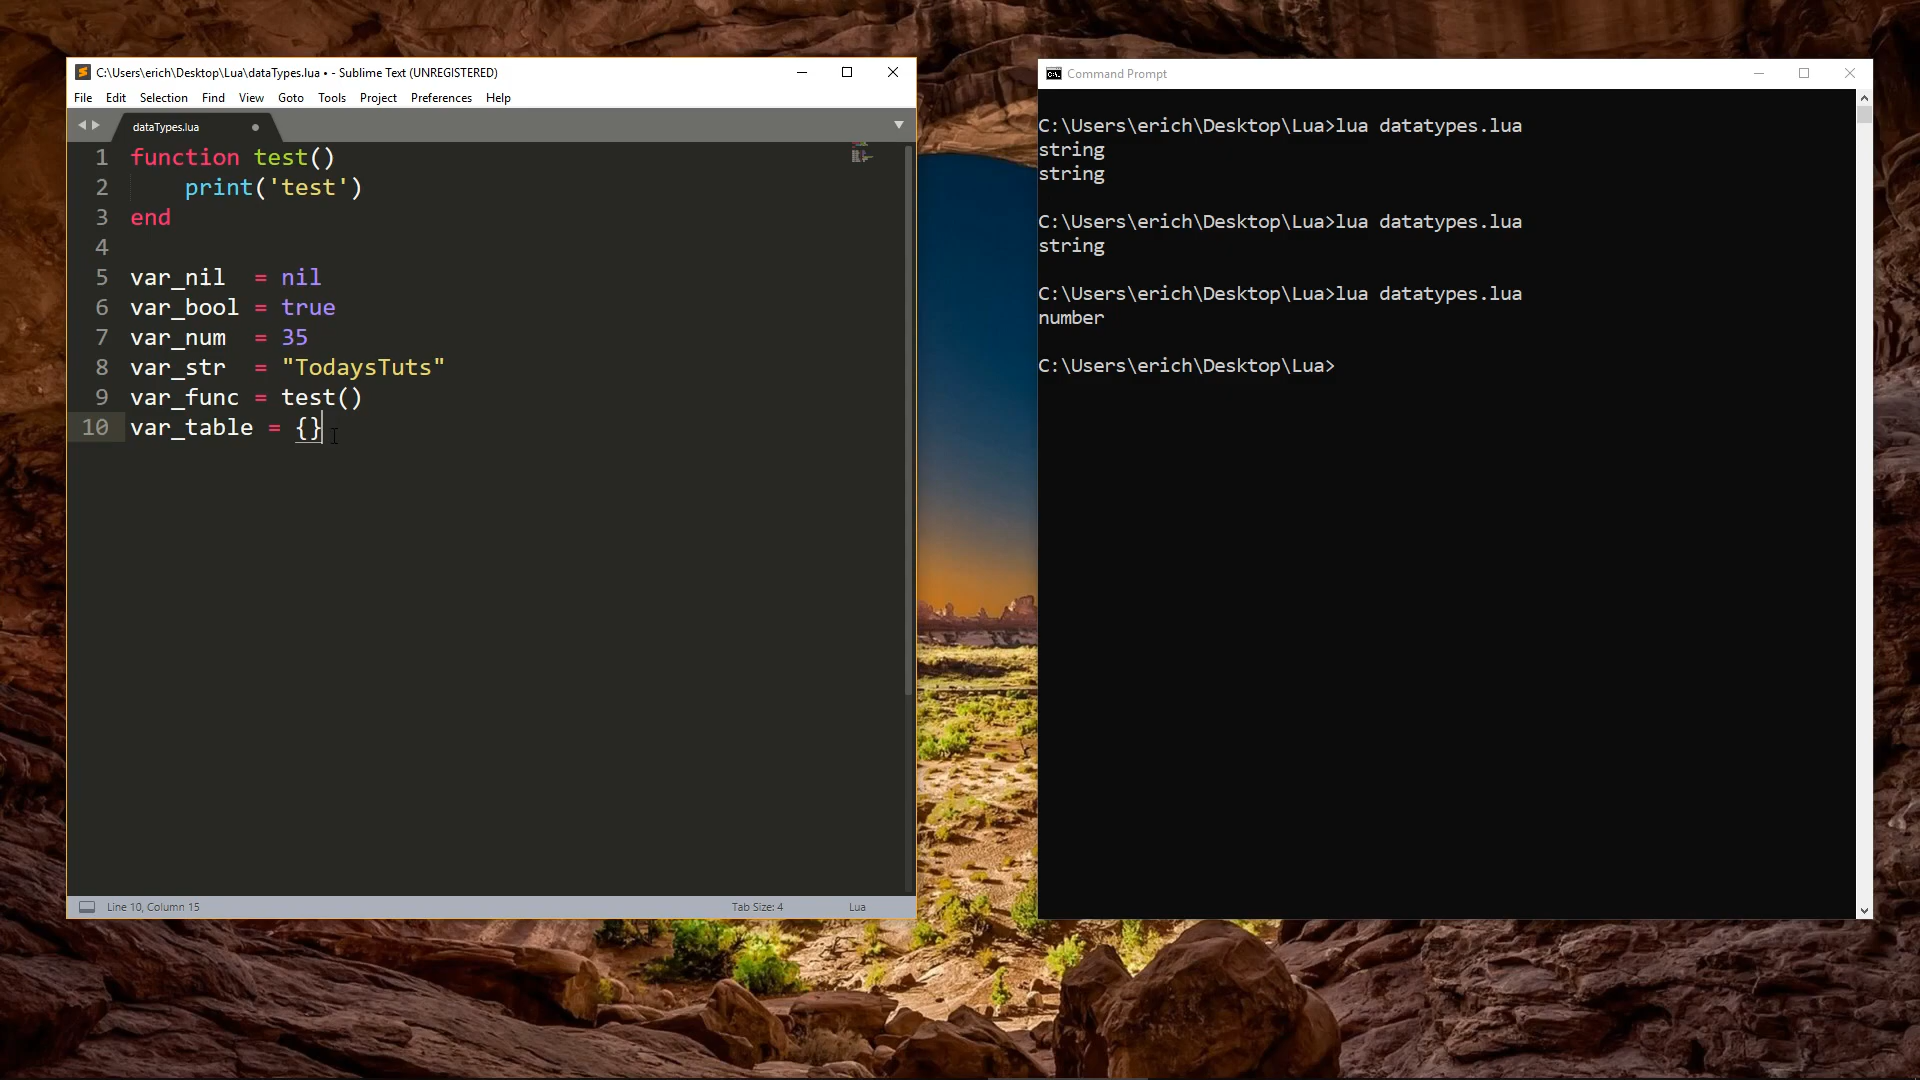 C:\Users\erich\Desktop\Lua\dataTypes.lua • - Sublime Text (UNREGISTERED)
File Edit Selection Find View Goto Tools Project Preferences Help
dataTypes.lua
1 function test()
2 print('test')
3 end
4
5 var_nil = nil
6 var_bool = true
7 var_num = 35
8 var_str = "TodaysTuts"
9 var_func = test()
10 var_table = {}
Line 10, Column 15 Tab Size: 4 Lua
Command Prompt
C:\Users\erich\Desktop\Lua>lua datatypes.lua
string
string
C:\Users\erich\Desktop\Lua>lua datatypes.lua
string
C:\Users\erich\Desktop\Lua>lua datatypes.lua
number
C:\Users\erich\Desktop\Lua>